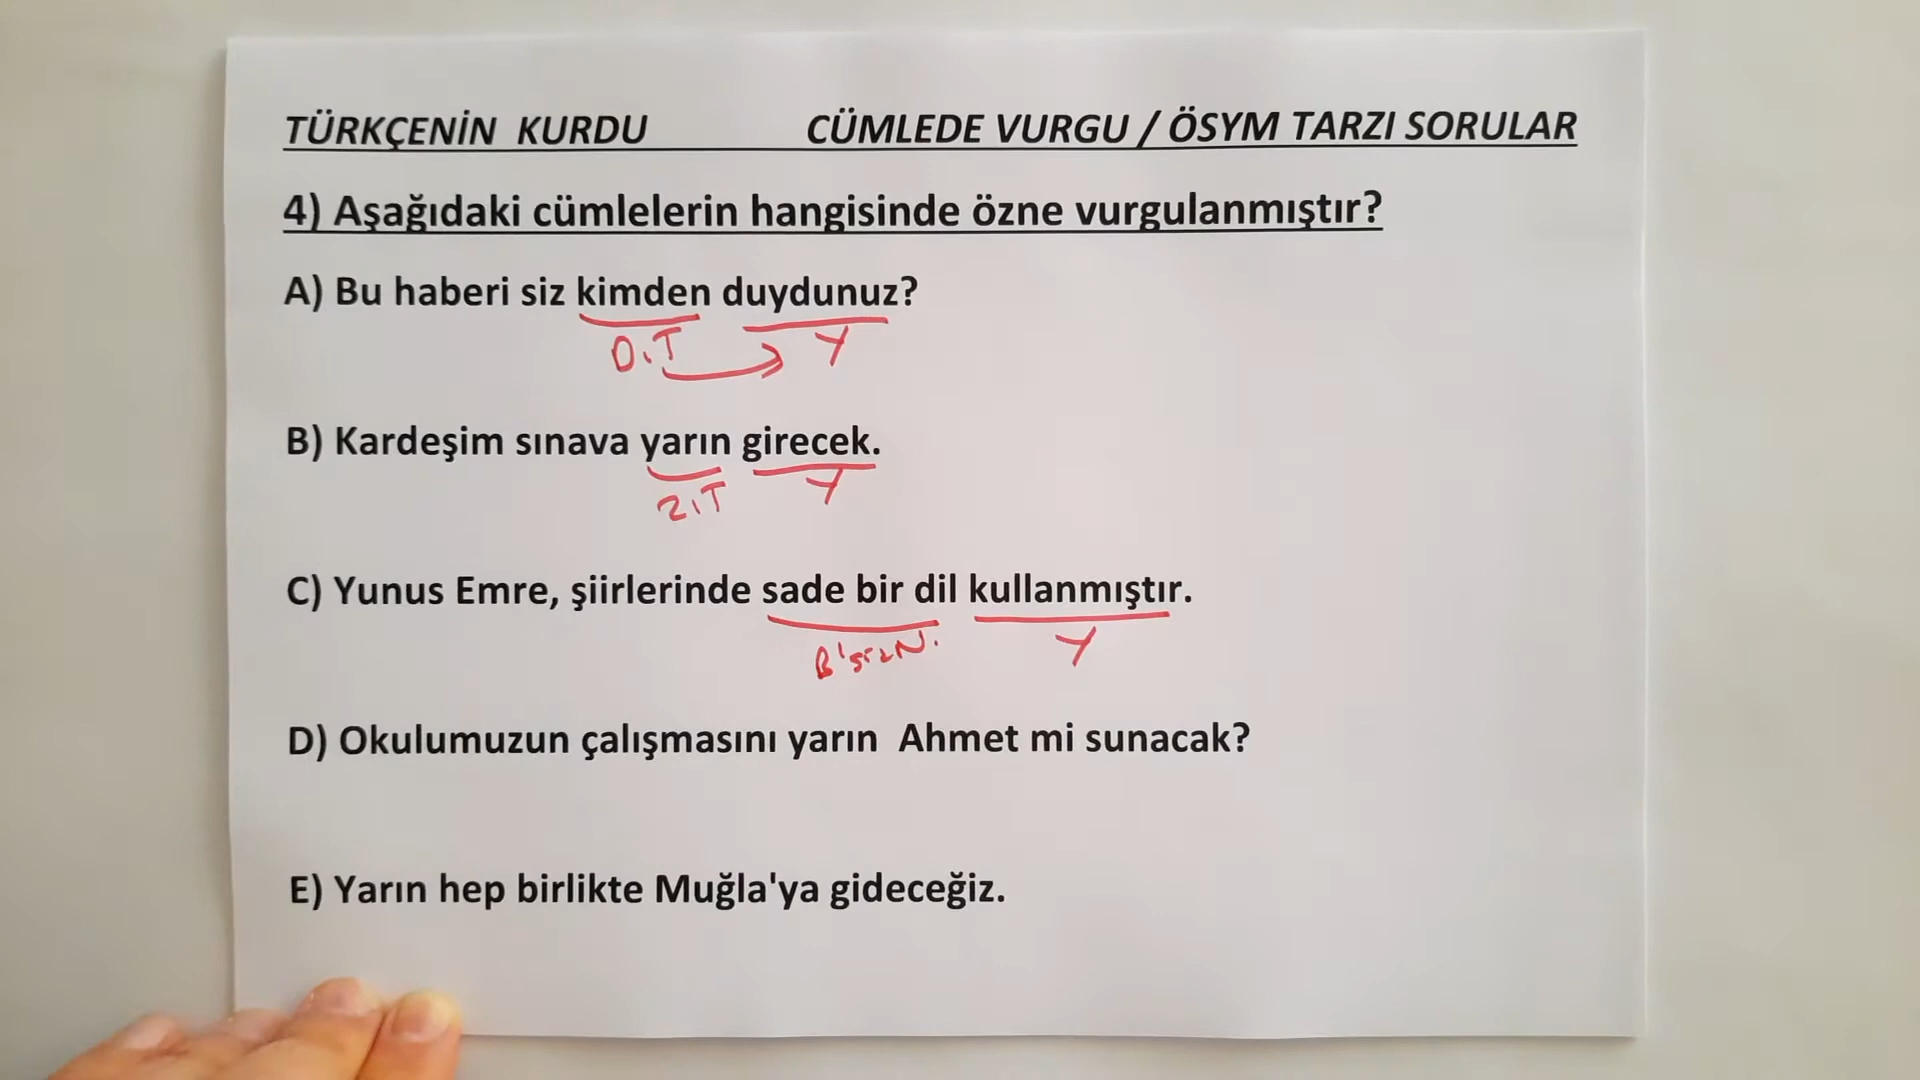 TÜRKÇENİN KURDU CÜMLEDE VURGU / ÖSYM TARZI SORULAR
4) Aşağıdaki cümlelerin hangisinde özne vurgulanmıştır?
A) Bu haberi siz kimden duydunuz?
D.T Y
B) Kardeşim sınava yarın girecek.
Z.T Y
C) Yunus Emre, şiirlerinde sade bir dil kullanmıştır.
B'siz N. Y
D) Okulumuzun çalışmasını yarın Ahmet mi sunacak?
E) Yarın hep birlikte Muğla'ya gideceğiz.